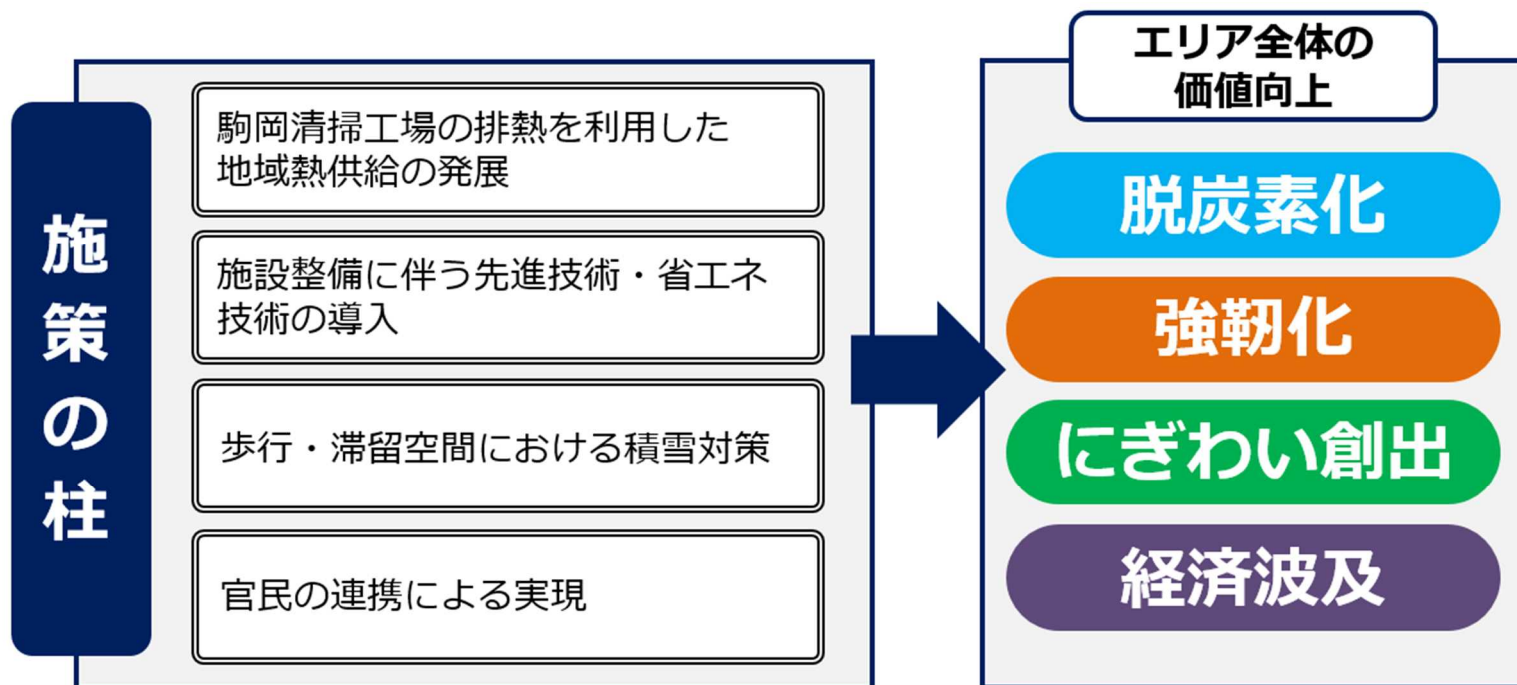 施策の柱
駒岡清掃工場の排熱を利用した
地域熱供給の発展
施設整備に伴う先進技術・省エネ
技術の導入
歩行・滞留空間における積雪対策
官民の連携による実現
エリア全体の
価値向上
脱炭素化
強靭化
にぎわい創出
経済波及